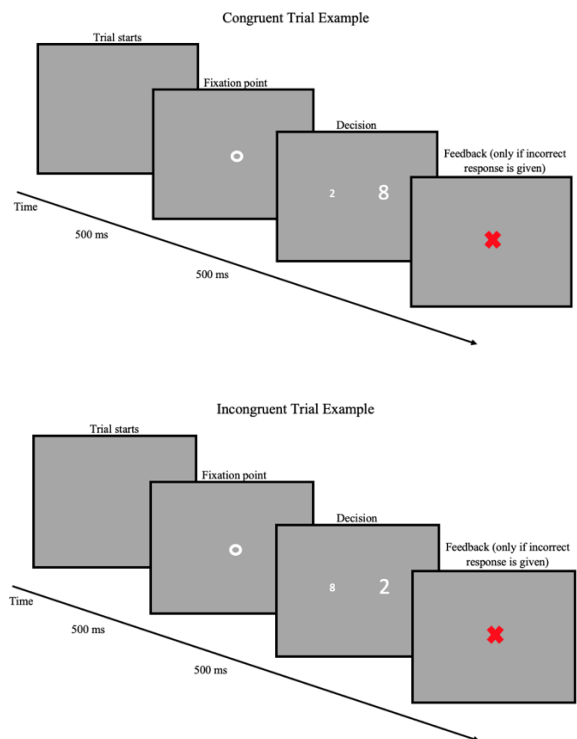 Congruent Trial Example
Trial starts
Fixation point
Decision
Feedback (only if incorrect
response is given)
2 8
Time
500 ms
500 ms
Incongruent Trial Example
Trial starts
Fixation point
Decision
Feedback (only if incorrect
response is given)
8 2
Time
500 ms
500 ms